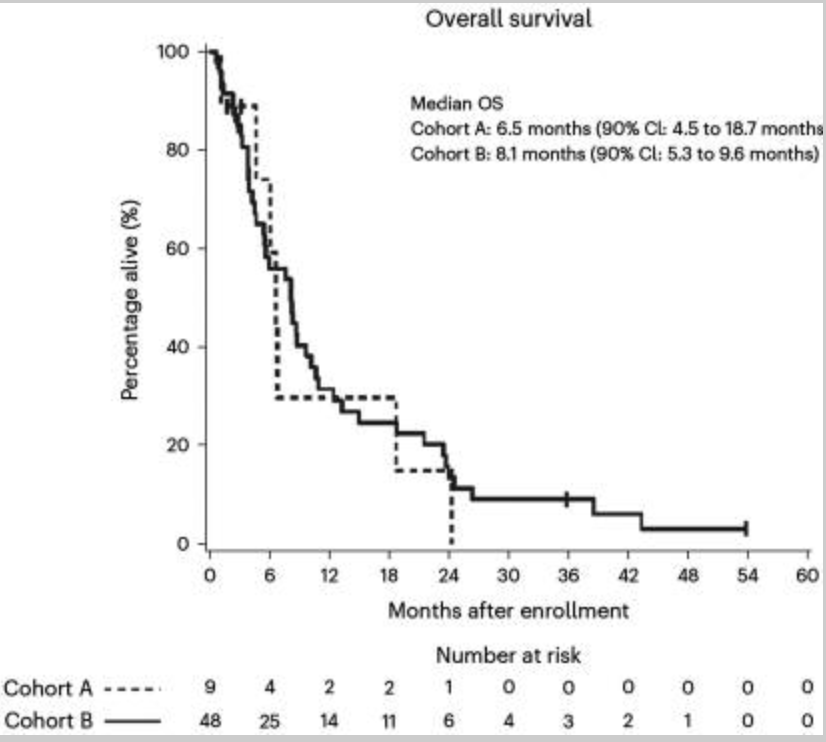 Overall survival
Median OS
Cohort A: 6.5 months (90% CI: 4.5 to 18.7 months
Cohort B: 8.1 months (90% CI: 5.3 to 9.6 months)
Percentage alive (%)
100
80
60
40
20
0
0 6 12 18 24 30 36 42 48 54 60
Months after enrollment
Number at risk
Cohort A 9 4 2 2 1 0 0 0 0 0 0
Cohort B 48 25 14 11 6 4 3 2 1 0 0